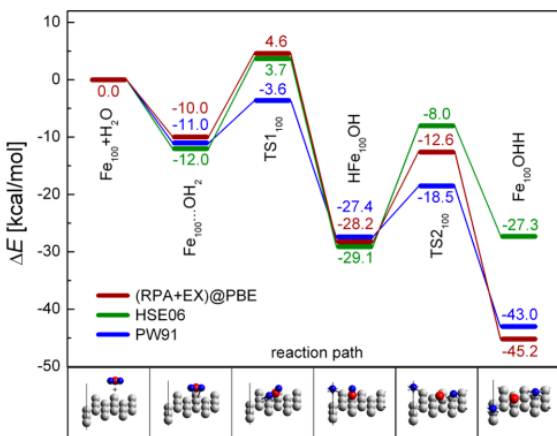 10
0
-10
-20
-30
-40
-50
ΔE [kcal/mol]
Fe100+H2O
0.0
-10.0
-11.0
-12.0
Fe100···OH2
4.6
3.7
-3.6
TS1100
HFe100OH
-27.4
-28.2
-29.1
-8.0
-12.6
-18.5
TS2100
Fe100OHH
-27.3
-43.0
-45.2
(RPA+EX)@PBE
HSE06
PW91
reaction path